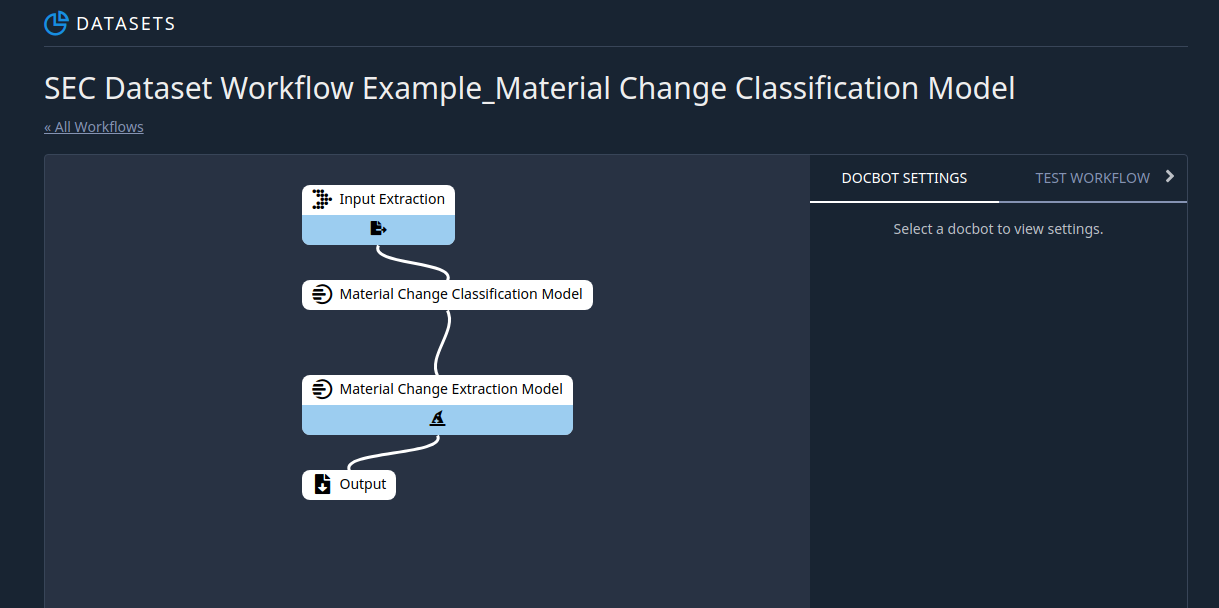 DATASETS
SEC Dataset Workflow Example_Material Change Classification Model
« All Workflows
DOCBOT SETTINGS
TEST WORKFLOW
Select a docbot to view settings.
Input Extraction
Material Change Classification Model
Material Change Extraction Model
Output